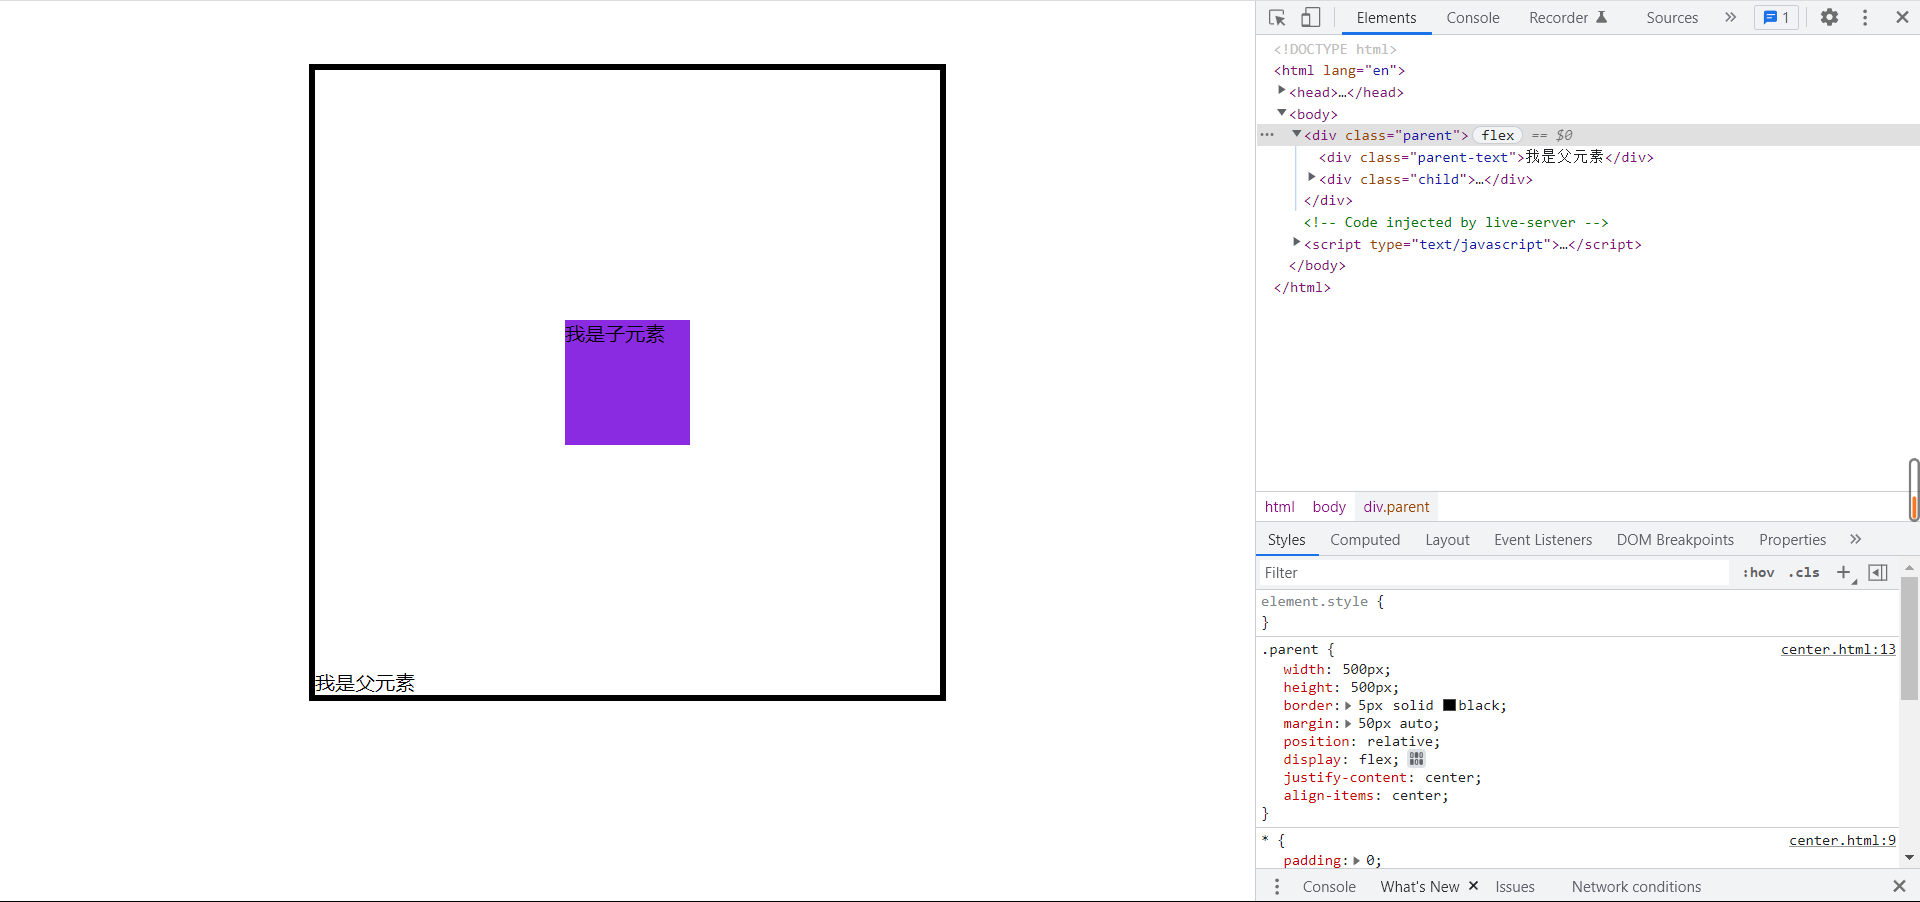 我是子元素
我是父元素
Elements Console Recorder Sources » 1
<!DOCTYPE html>
<html lang="en">
<head>…</head>
<body>
<div class="parent"> flex == $0
<div class="parent-text">我是父元素</div>
<div class="child">…</div>
</div>
<!-- Code injected by live-server -->
<script type="text/javascript">…</script>
</body>
</html>
html body div.parent
Styles Computed Layout Event Listeners DOM Breakpoints Properties »
Filter :hov .cls +
element.style {
}
.parent { center.html:13
width: 500px;
height: 500px;
border: 5px solid black;
margin: 50px auto;
position: relative;
display: flex;
justify-content: center;
align-items: center;
}
* { center.html:9
padding: 0;
Console What's New × Issues Network conditions